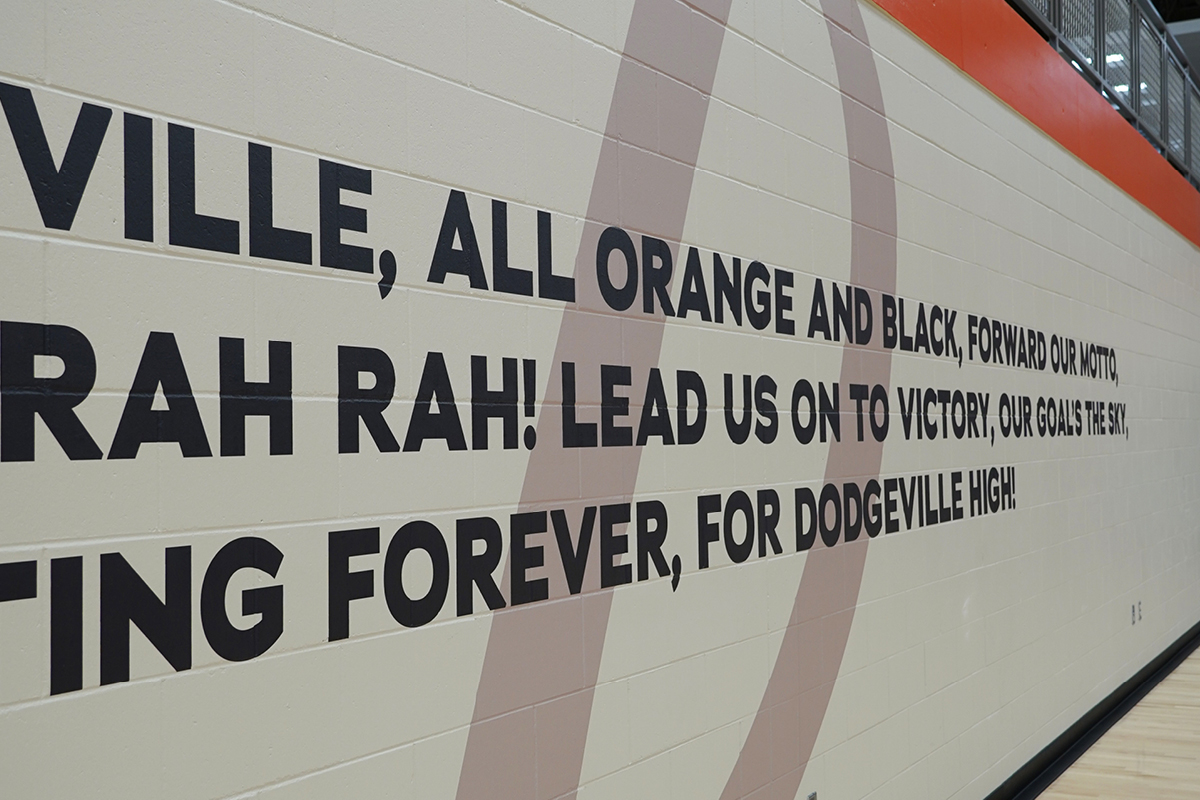 VILLE, ALL ORANGE AND BLACK, FORWARD OUR MOTTO,
RAH RAH! LEAD US ON TO VICTORY, OUR GOAL'S THE SKY,
TING FOREVER, FOR DODGEVILLE HIGH!